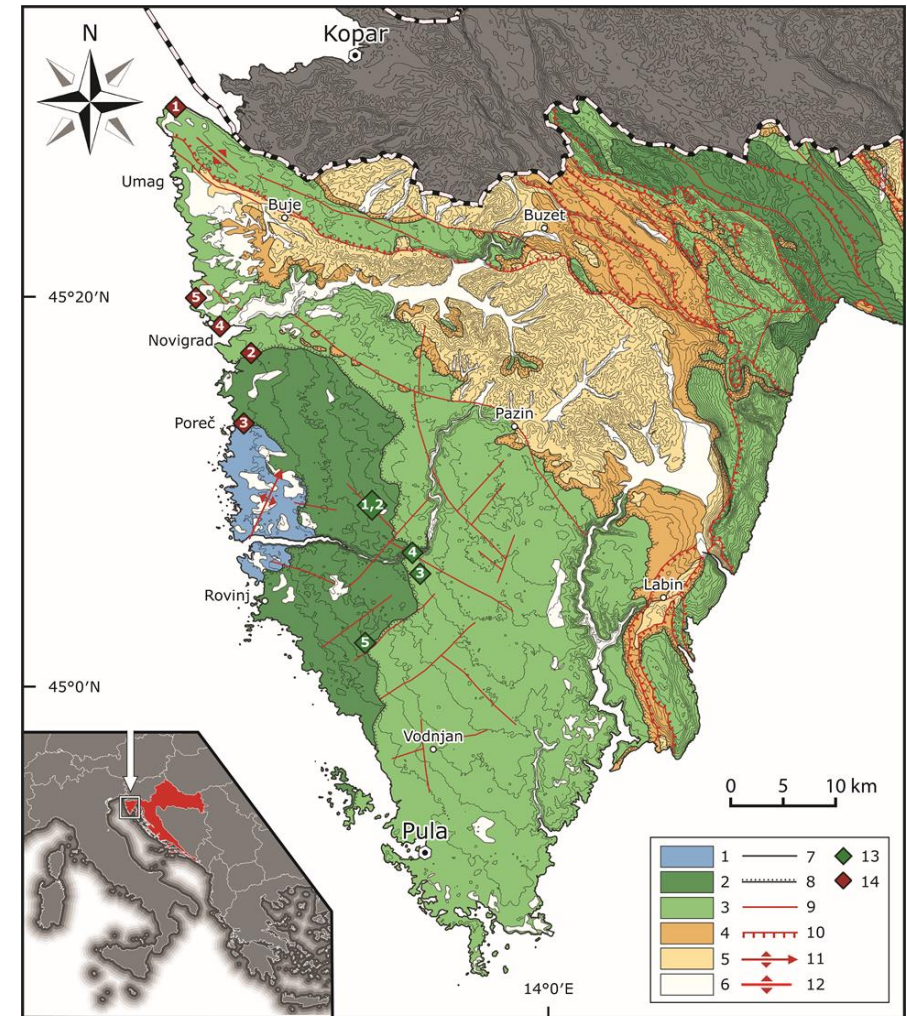 N
Kopar
1
Umag
Buje
Buzet
45°20’N
5
4
Novigrad
2
Poreč
3
Pazin
1,2
4
3
Rovinj
Labin
5
45°0’N
Vodnjan
0 5 10 km
Pula
1 7 13
2 8 14
3 9
4 10
5 11
6 12
14°0’E